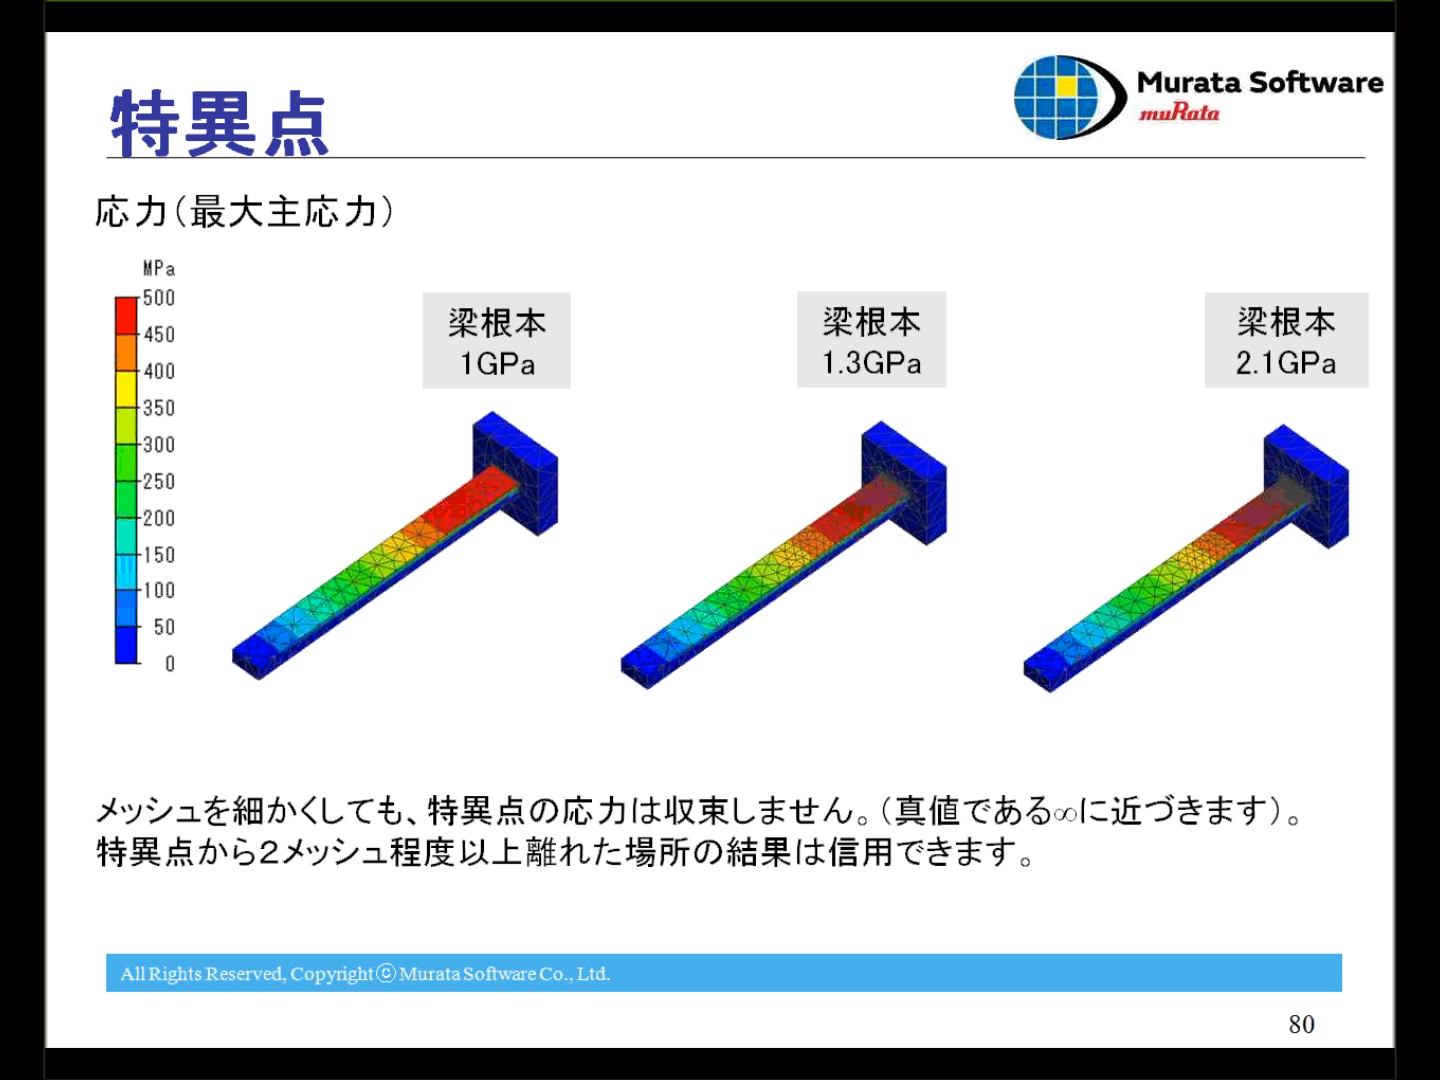 特異点
Murata Software
muRata
応力（最大主応力）
MPa
500
450
400
350
300
250
200
150
100
50
0
梁根本
1GPa
梁根本
1.3GPa
梁根本
2.1GPa
メッシュを細かくしても、特異点の応力は収束しません。（真値である∞に近づきます）。
特異点から２メッシュ程度以上離れた場所の結果は信用できます。
All Rights Reserved, Copyright ⓒ Murata Software Co., Ltd.
80